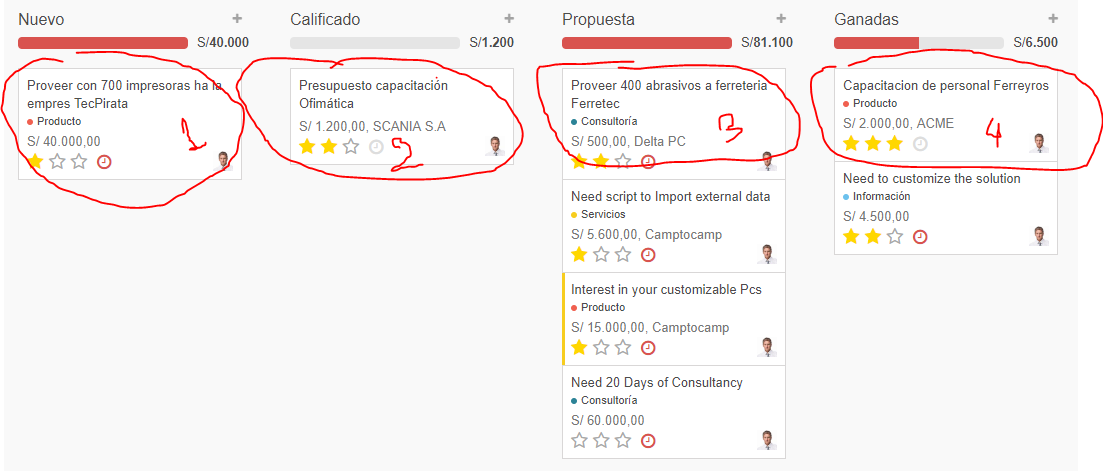 Nuevo +
S/40.000
Proveer con 700 impresoras ha la
empres TecPirata
Producto
S/ 40.000,00
1
Calificado +
S/1.200
Presupuesto capacitación
Ofimática
S/ 1.200,00, SCANIA S.A
2
Propuesta +
S/81.100
Proveer 400 abrasivos a ferreteria
Ferretec
Consultoría
S/ 500,00, Delta PC
3
Need script to Import external data
Servicios
S/ 5.600,00, Camptocamp
Interest in your customizable Pcs
Producto
S/ 15.000,00, Camptocamp
Need 20 Days of Consultancy
Consultoría
S/ 60.000,00
Ganadas +
S/6.500
Capacitacion de personal Ferreyros
Producto
S/ 2.000,00, ACME
4
Need to customize the solution
Información
S/ 4.500,00